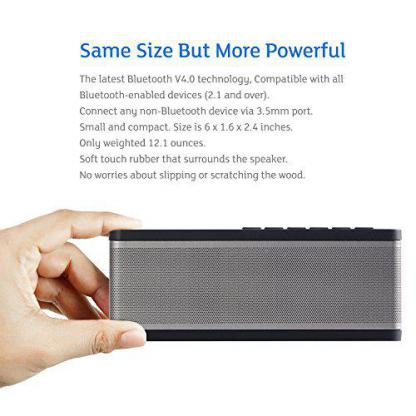 Same Size But More Powerful
The latest Bluetooth V4.0 technology, Compatible with all
Bluetooth-enabled devices (2.1 and over).
Connect any non-Bluetooth device via 3.5mm port.
Small and compact. Size is 6 x 1.6 x 2.4 inches.
Only weighted 12.1 ounces.
Soft touch rubber that surrounds the speaker.
No worries about slipping or scratching the wood.